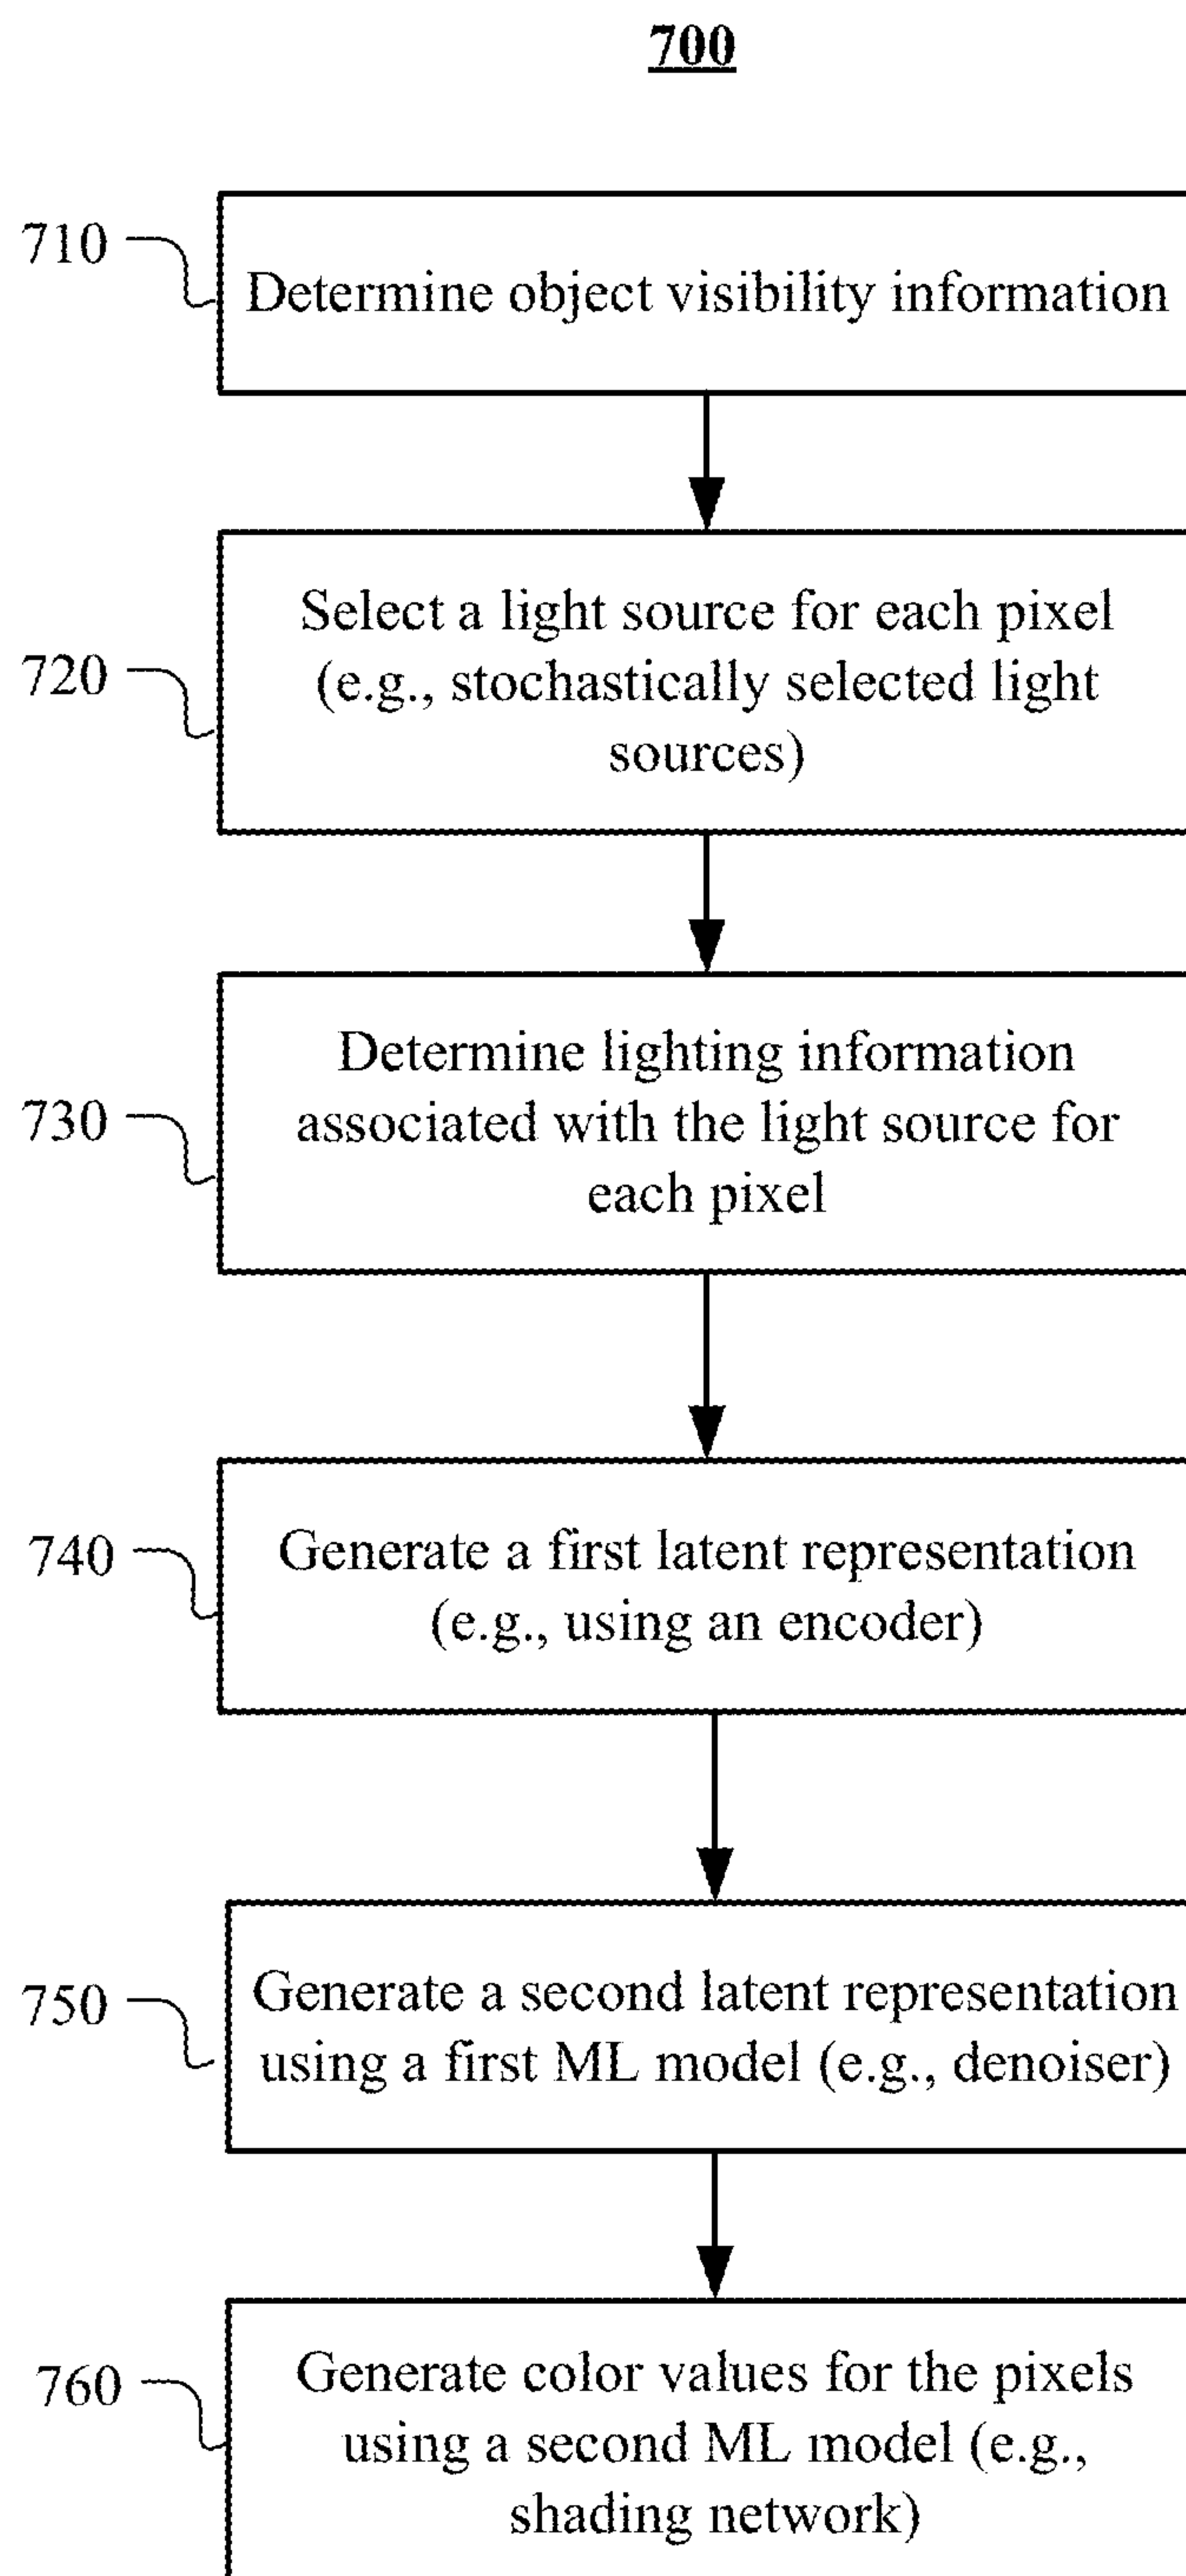 700
710
Determine object visibility information
720
Select a light source for each pixel
(e.g., stochastically selected light
sources)
730
Determine lighting information
associated with the light source for
each pixel
740
Generate a first latent representation
(e.g., using an encoder)
750
Generate a second latent representation
using a first ML model (e.g., denoiser)
760
Generate color values for the pixels
using a second ML model (e.g.,
shading network)